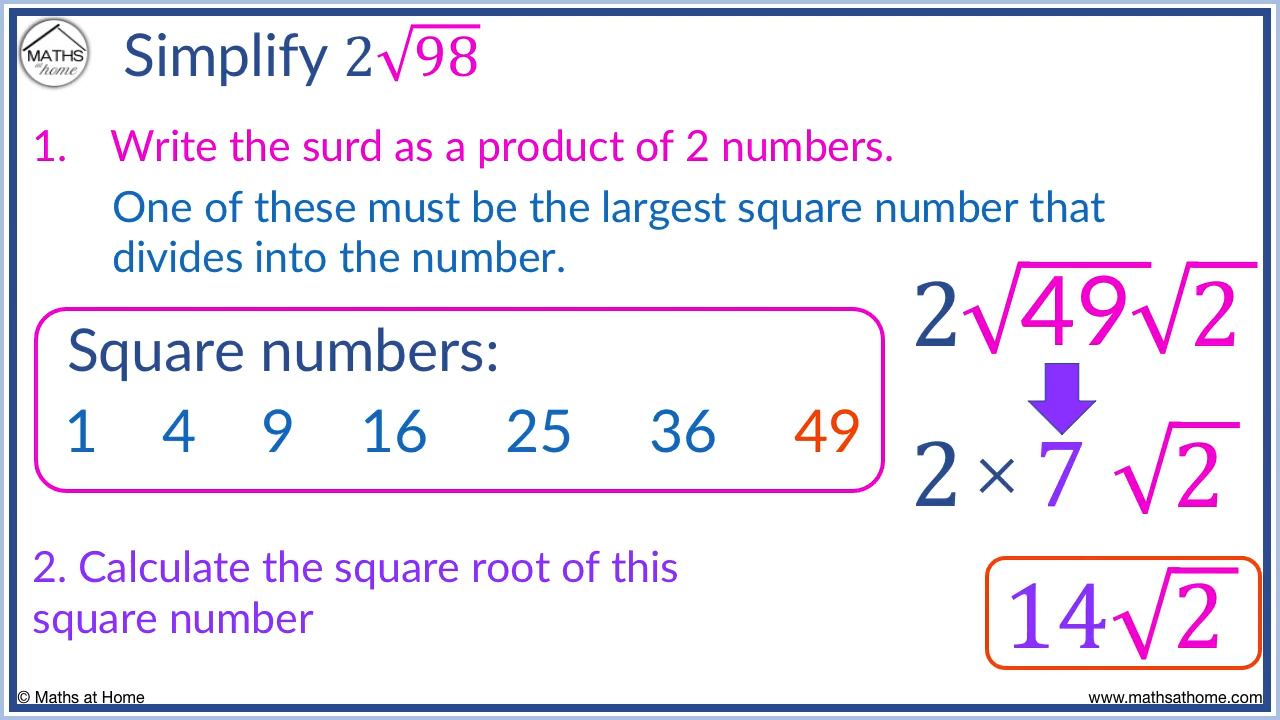 MATHS
at
home
Simplify 2√98
1. Write the surd as a product of 2 numbers.
One of these must be the largest square number that
divides into the number.
2√49√2
Square numbers:
1 4 9 16 25 36 49
2 × 7 √2
2. Calculate the square root of this
square number
14√2
© Maths at Home
www.mathsathome.com